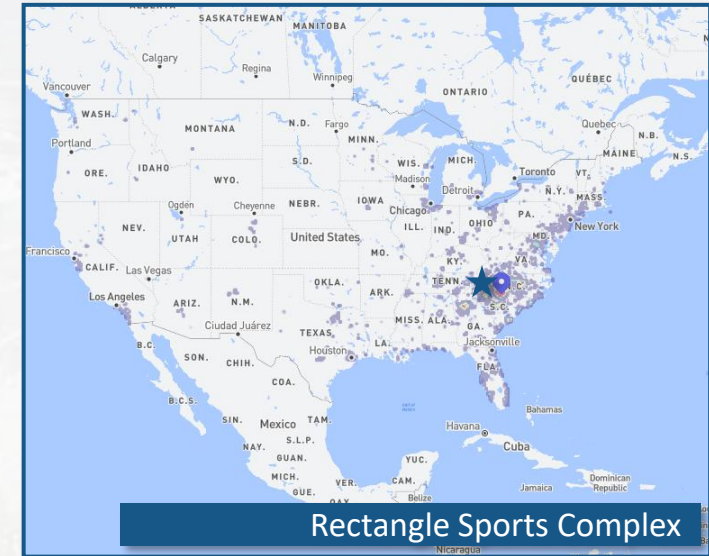 ALBERTA
SASKATCHEWAN
MANITOBA
Calgary
Regina
Winnipeg
Vancouver
ONTARIO
QUÉBEC
WASH.
MONTANA
N.D.
Fargo
MINN.
Quebec
N.B.
Portland
MAINE
N.S.
ORE.
IDAHO
WYO.
S.D.
WIS.
MICH.
Toronto
VT.
Madison
Detroit
N.Y.
MASS.
Ogden
Cheyenne
NEBR.
IOWA
Chicago
PA.
New York
NEV.
UTAH
COLO.
United States
ILL.
IND.
OHIO
MD.
Francisco
MO.
KY.
VA.
CALIF.
Las Vegas
OKLA.
ARK.
TENN.
N.C.
Los Angeles
ARIZ.
N.M.
S.C.
Ciudad Juárez
TEXAS
MISS.
ALA.
GA.
B.C.
SON.
CHIH.
Houston
LA.
Jacksonville
FLA.
COA.
B.C.S.
Bahamas
SIN.
Mexico
TAM.
Havana
Cuba
NAY.
S.L.P.
GUAN.
YUC.
MICH.
VER.
CAM.
Jamaica
Dominican
Republic
GUE.
OAX.
Belize
Rectangle Sports Complex
Nicaragua